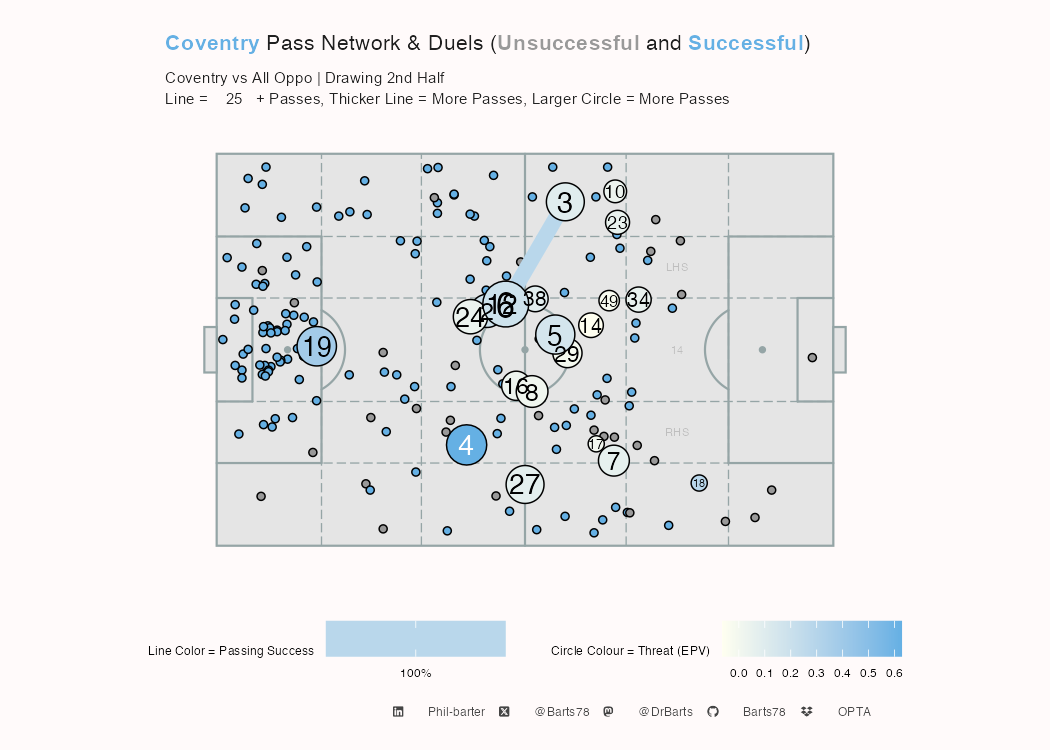 Coventry Pass Network & Duels (Unsuccessful and Successful)
Coventry vs All Oppo | Drawing 2nd Half
Line = 25 + Passes, Thicker Line = More Passes, Larger Circle = More Passes
10
3
23
LHS
38
49
34
24
14
5
14
19
29
16
8
RHS
17
4
7
27
18
Line Color = Passing Success
100%
Circle Colour = Threat (EPV)
0.0 0.1 0.2 0.3 0.4 0.5 0.6
Phil-barter @Barts78 @DrBarts Barts78 OPTA